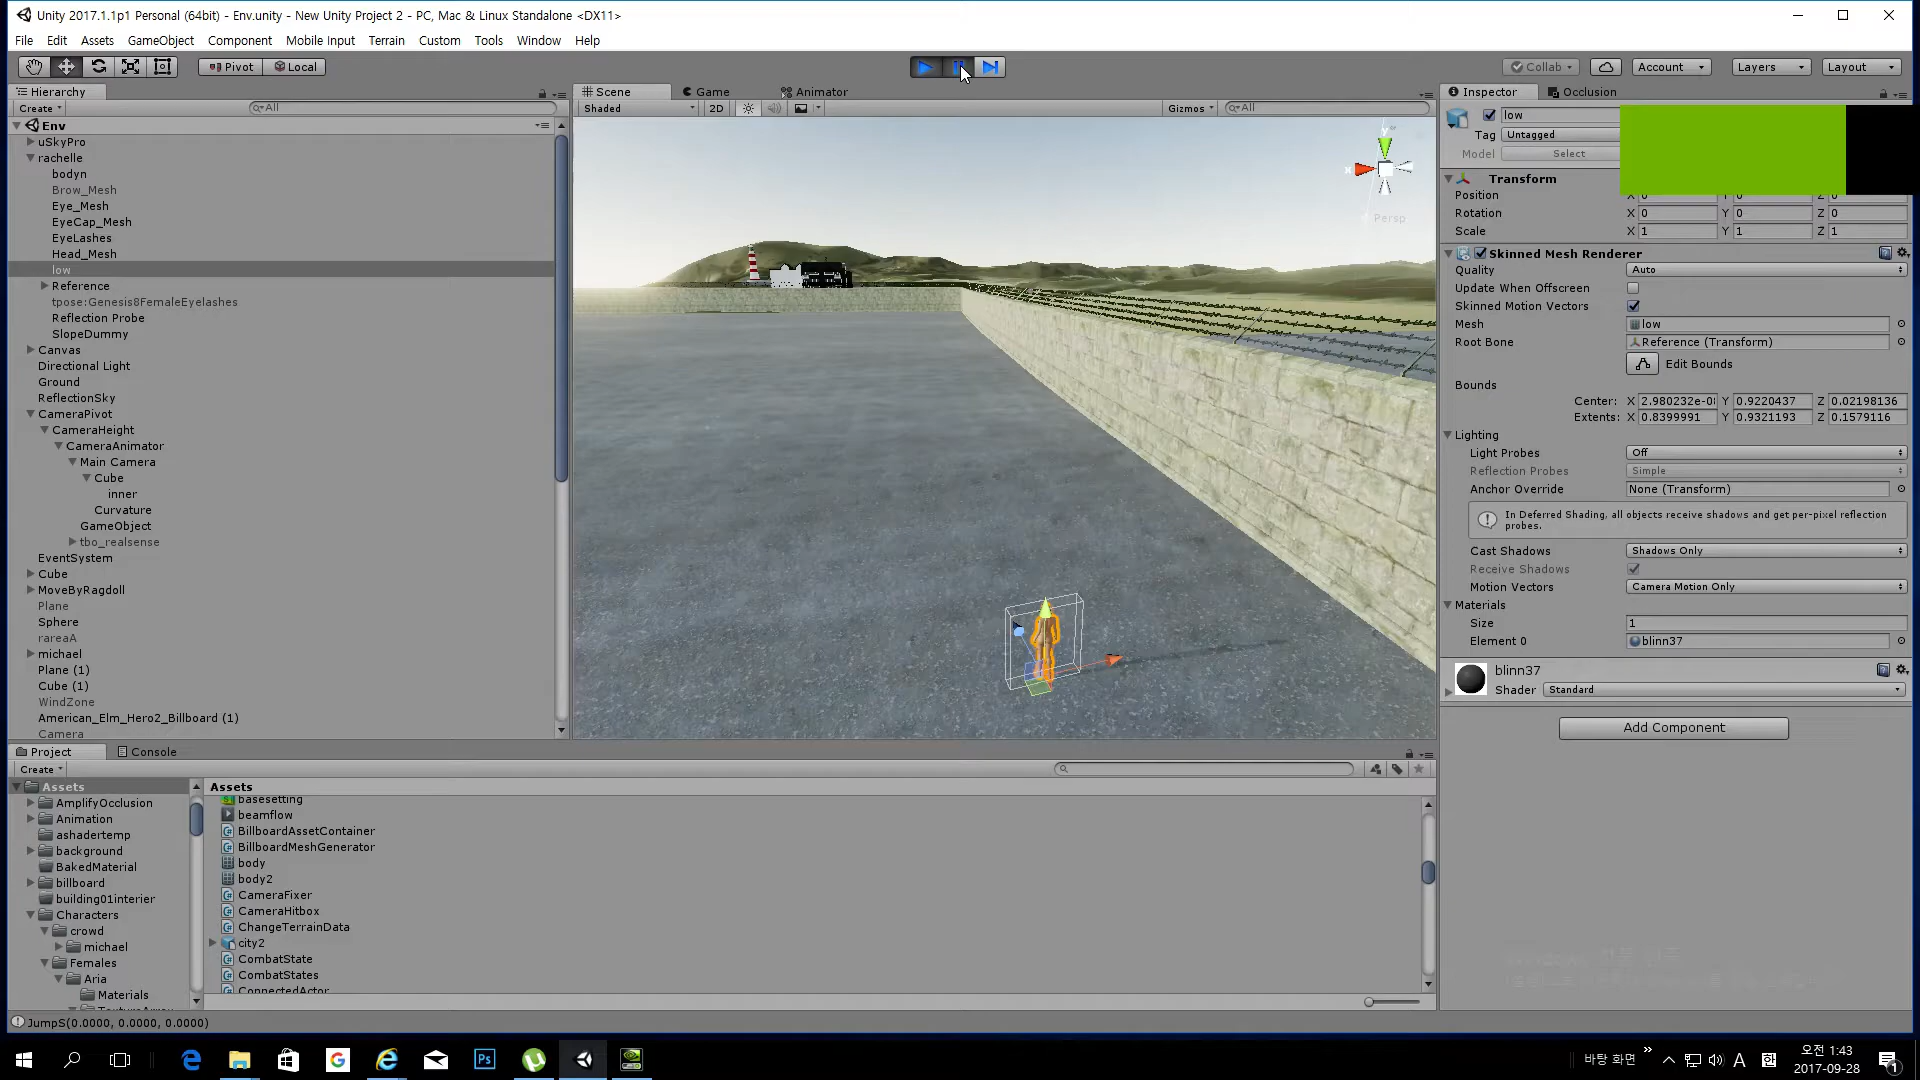 Unity 2017.1.1p1 Personal (64bit) - Env.unity - New Unity Project 2 - PC, Mac & Linux Standalone <DX11>
File Edit Assets GameObject Component Mobile Input Terrain Custom Tools Window Help
Pivot Local Collab Account Layers Layout
Hierarchy
Create All
Env
uSkyPro
rachelle
bodyn
Brow_Mesh
Eye_Mesh
EyeCap_Mesh
EyeLashes
Head_Mesh
low
Reference
tpose:Genesis8FemaleEyelashes
Reflection Probe
SlopeDummy
Canvas
Directional Light
Ground
ReflectionSky
CameraPivot
CameraHeight
CameraAnimator
Main Camera
Cube
inner
Curvature
GameObject
tbo_realsense
EventSystem
Cube
MoveByRagdoll
Plane
Sphere
rareaA
michael
Plane (1)
Cube (1)
WindZone
American_Elm_Hero2_Billboard (1)
Camera
Scene Game Animator
Shaded 2D Gizmos All
y
x
Persp
Inspector Occlusion
low
Tag Untagged
Model Select
Transform
Position X 0 Y 0 Z 0
Rotation X 0 Y 0 Z 0
Scale X 1 Y 1 Z 1
Skinned Mesh Renderer
Quality Auto
Update When Offscreen
Skinned Motion Vectors
Mesh low
Root Bone Reference (Transform)
Edit Bounds
Bounds
Center: X 2.980232e-0 Y 0.9220437 Z 0.02198136
Extents: X 0.8399991 Y 0.9321193 Z 0.1579116
Lighting
Light Probes Off
Reflection Probes Simple
Anchor Override None (Transform)
In Deferred Shading, all objects receive shadows and get per-pixel reflection
probes.
Cast Shadows Shadows Only
Receive Shadows
Motion Vectors Camera Motion Only
Materials
Size 1
Element 0 blinn37
blinn37
Shader Standard
Add Component
Project Console
Create
Assets
AmplifyOcclusion
Animation
ashadertemp
background
BakedMaterial
billboard
building01interier
Characters
crowd
michael
Females
Aria
Materials
Assets
basesetting
beamflow
BillboardAssetContainer
BillboardMeshGenerator
body
body2
CameraFixer
CameraHitbox
ChangeTerrainData
city2
CombatState
CombatStates
ConnectedActor
JumpS(0.0000, 0.0000, 0.0000)
바탕 화면 » A 한 오전 1:43
2017-09-28
1